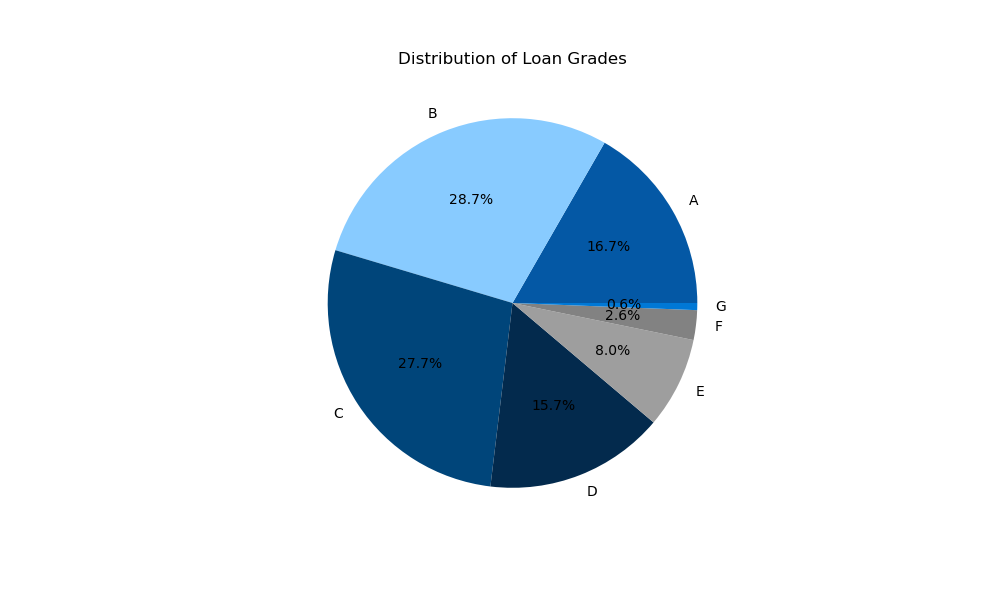 Distribution of Loan Grades
B
28.7%
A
16.7%
0.6%
G
2.6%
F
8.0%
E
27.7%
C
15.7%
D